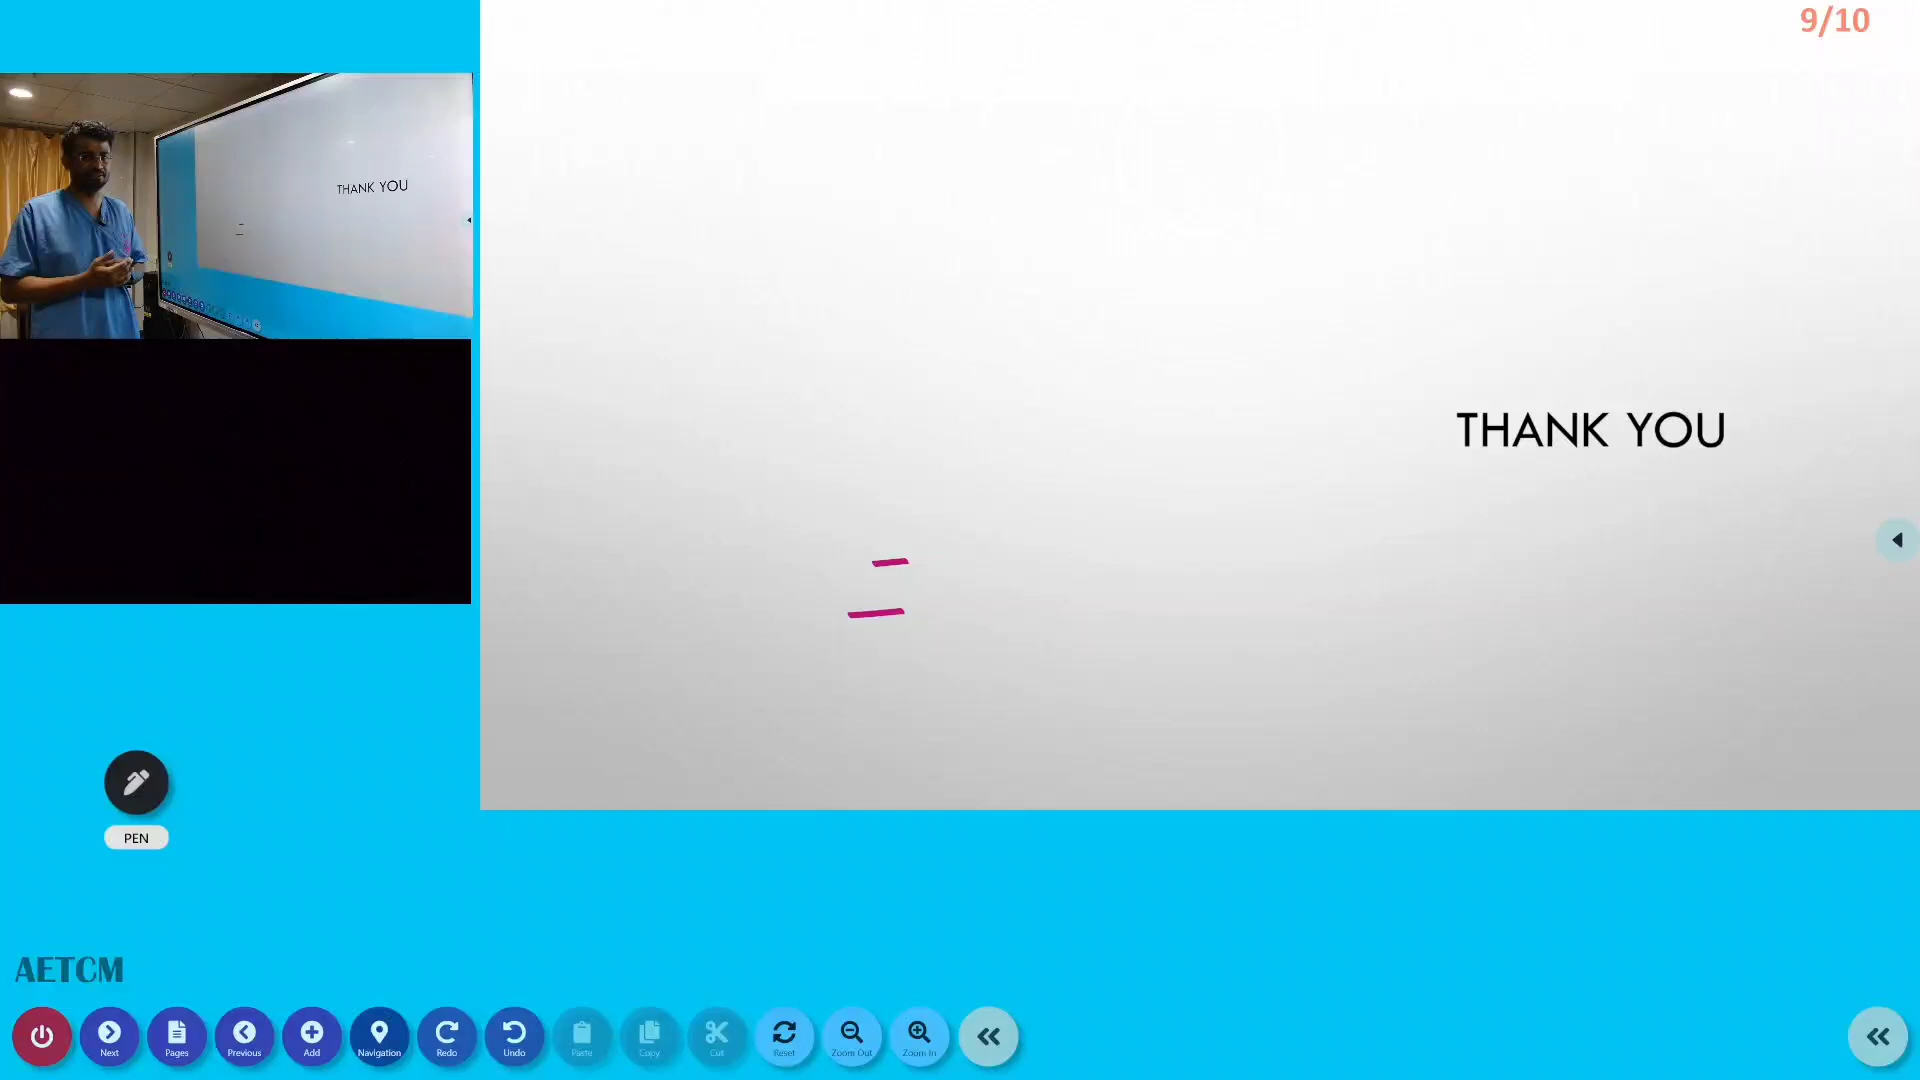 9/10
THANK YOU
THANK YOU
PEN
AETCM
Next
Pages
Previous
Add
Navigation
Redo
Undo
Paste
Copy
Cut
Reset
Zoom Out
Zoom In